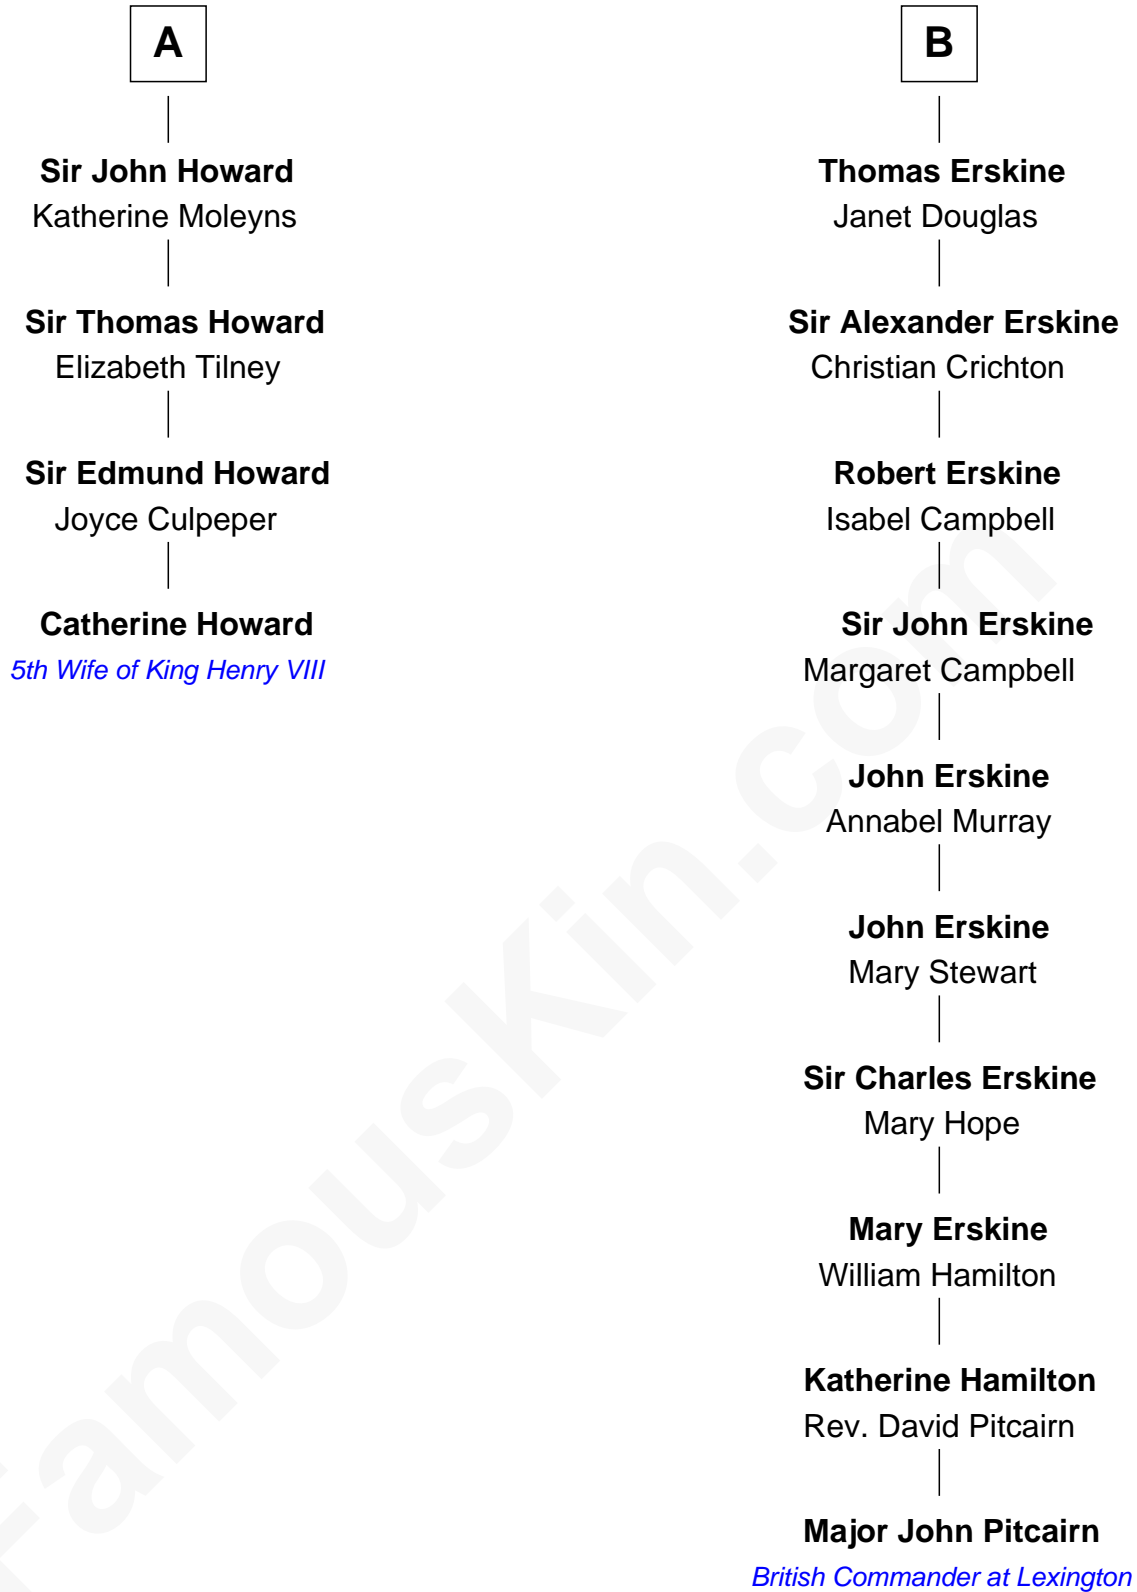 A
Sir John Howard
Katherine Moleyns
Sir Thomas Howard
Elizabeth Tilney
Sir Edmund Howard
Joyce Culpeper
Catherine Howard
5th Wife of King Henry VIII
B
Thomas Erskine
Janet Douglas
Sir Alexander Erskine
Christian Crichton
Robert Erskine
Isabel Campbell
Sir John Erskine
Margaret Campbell
John Erskine
Annabel Murray
John Erskine
Mary Stewart
Sir Charles Erskine
Mary Hope
Mary Erskine
William Hamilton
Katherine Hamilton
Rev. David Pitcairn
Major John Pitcairn
British Commander at Lexington
FamousKin.com